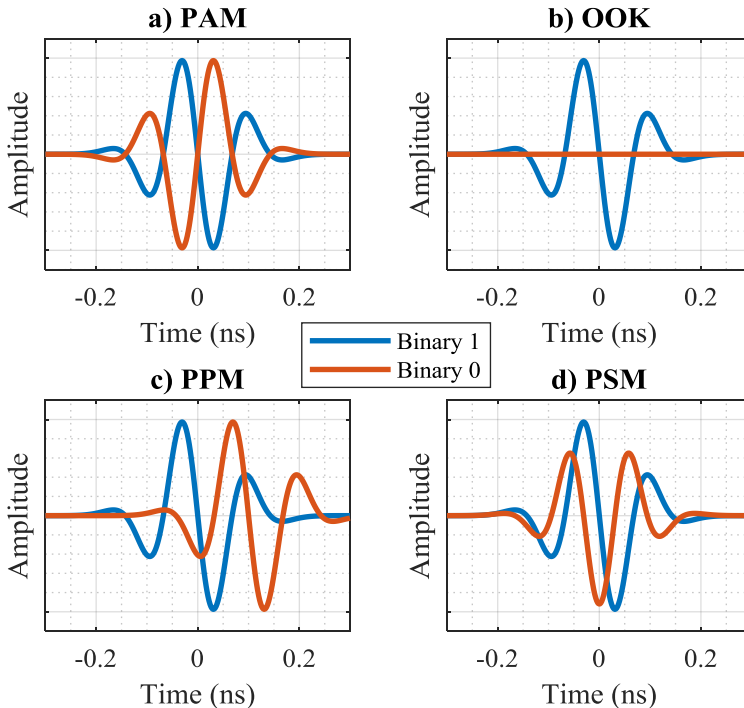 a) PAM
b) OOK
Amplitude
Amplitude
-0.2 0 0.2
-0.2 0 0.2
Time (ns)
Time (ns)
Binary 1
Binary 0
c) PPM
d) PSM
Amplitude
Amplitude
-0.2 0 0.2
-0.2 0 0.2
Time (ns)
Time (ns)